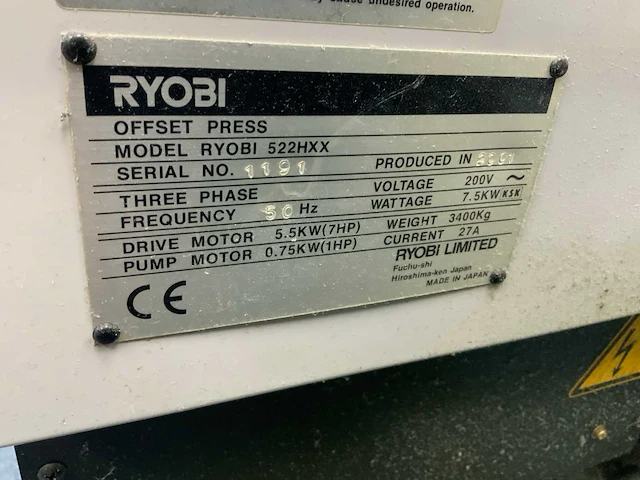 cause undesired operation.
RYOBI
OFFSET PRESS
MODEL RYOBI 522HXX
SERIAL NO. 1191 PRODUCED IN
THREE PHASE VOLTAGE 200V ~
FREQUENCY 50 Hz WATTAGE 7.5KW KSK
DRIVE MOTOR 5.5KW(7HP) WEIGHT 3400Kg
PUMP MOTOR 0.75KW(1HP) CURRENT 27A
RYOBI LIMITED
Fuchu-shi
Hiroshima-ken Japan
MADE IN JAPAN
CE